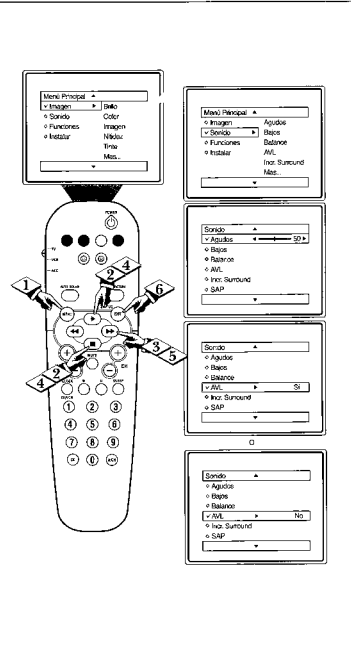 Menú Principal
Imagen Brillo
Sonido Color
Funciones Imagen
Instalar Nitidez
Tinte
Mas...
Menú Principal
Imagen Agudos
Sonido Bajos
Funciones Balance
Instalar AVL
Incr. Surround
Mas...
POWER
TV
VCR
ACC
2 4
1
6
3
5
4 2
MUTE
CH
SLEEP
1 2 3
4 5 6
7 8 9
0
Sonido
Agudos 50
Bajos
Balance
AVL
Incr. Surround
SAP
Sonido
Agudos
Bajos
Balance
AVL Sí
Incr. Surround
SAP
o
Sonido
Agudos
Bajos
Balance
AVL No
Incr. Surround
SAP